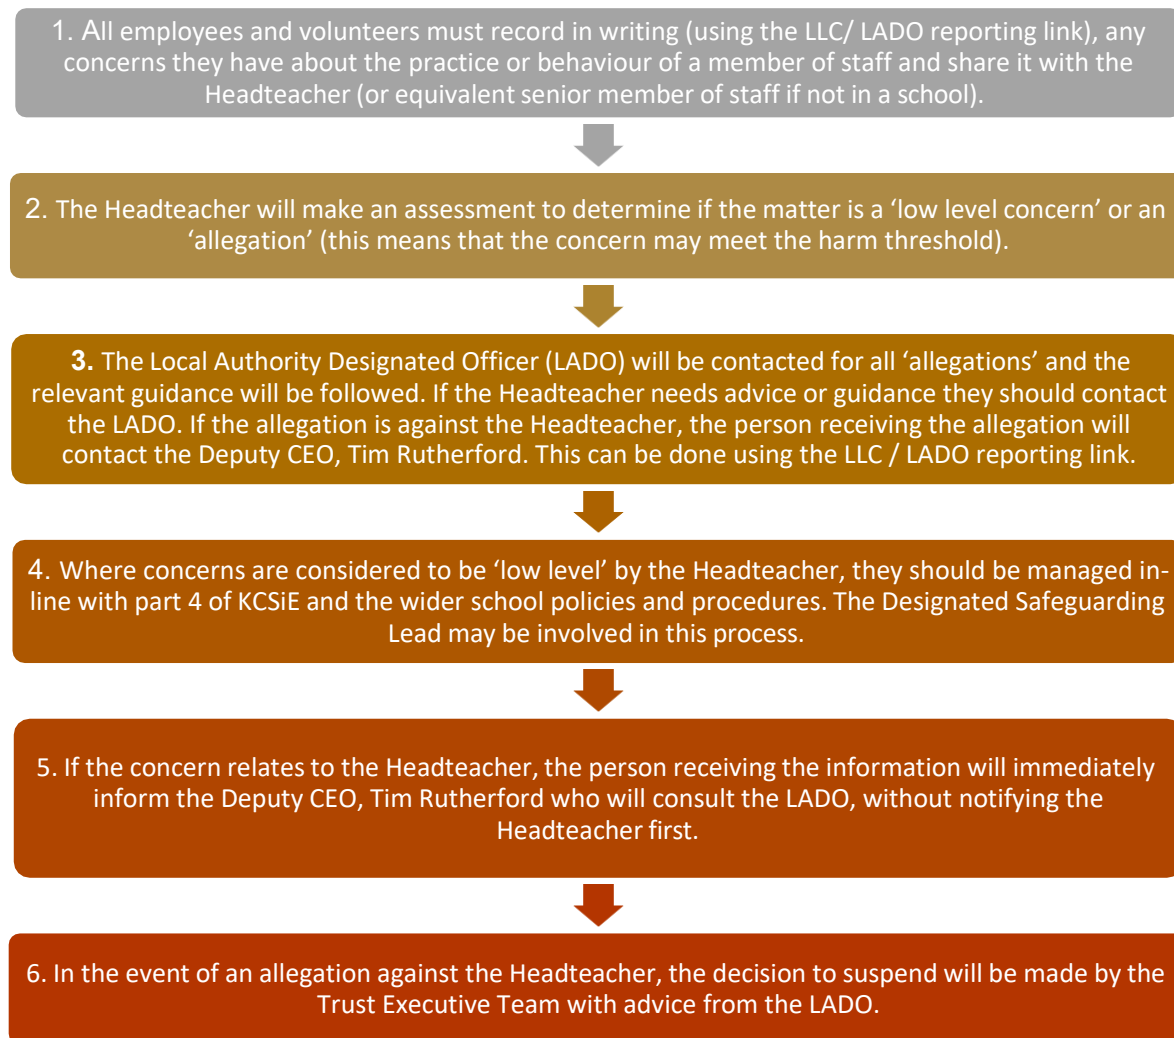 1. All employees and volunteers must record in writing (using the LLC/ LADO reporting link), any
concerns they have about the practice or behaviour of a member of staff and share it with the
Headteacher (or equivalent senior member of staff if not in a school).
2. The Headteacher will make an assessment to determine if the matter is a ‘low level concern’ or an
‘allegation’ (this means that the concern may meet the harm threshold).
3. The Local Authority Designated Officer (LADO) will be contacted for all ‘allegations’ and the
relevant guidance will be followed. If the Headteacher needs advice or guidance they should contact
the LADO. If the allegation is against the Headteacher, the person receiving the allegation will
contact the Deputy CEO, Tim Rutherford. This can be done using the LLC / LADO reporting link.
4. Where concerns are considered to be ‘low level’ by the Headteacher, they should be managed in-
line with part 4 of KCSiE and the wider school policies and procedures. The Designated Safeguarding
Lead may be involved in this process.
5. If the concern relates to the Headteacher, the person receiving the information will immediately
inform the Deputy CEO, Tim Rutherford who will consult the LADO, without notifying the
Headteacher first.
6. In the event of an allegation against the Headteacher, the decision to suspend will be made by the
Trust Executive Team with advice from the LADO.